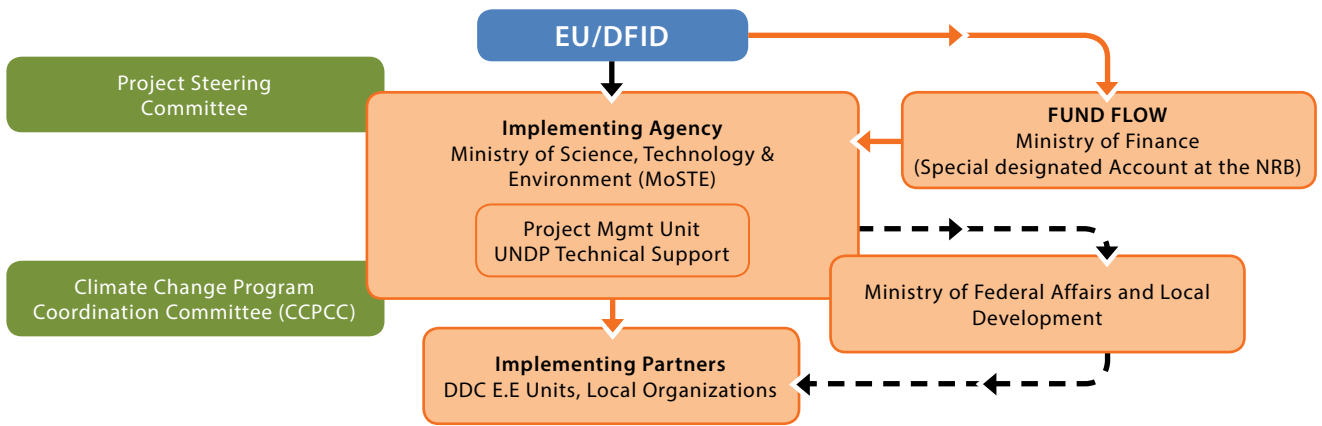 EU/DFID
Project Steering
Committee
Implementing Agency
Ministry of Science, Technology &
Environment (MoSTE)
Project Mgmt Unit
UNDP Technical Support
FUND FLOW
Ministry of Finance
(Special designated Account at the NRB)
Climate Change Program
Coordination Committee (CCPCC)
Ministry of Federal Affairs and Local
Development
Implementing Partners
DDC E.E Units, Local Organizations